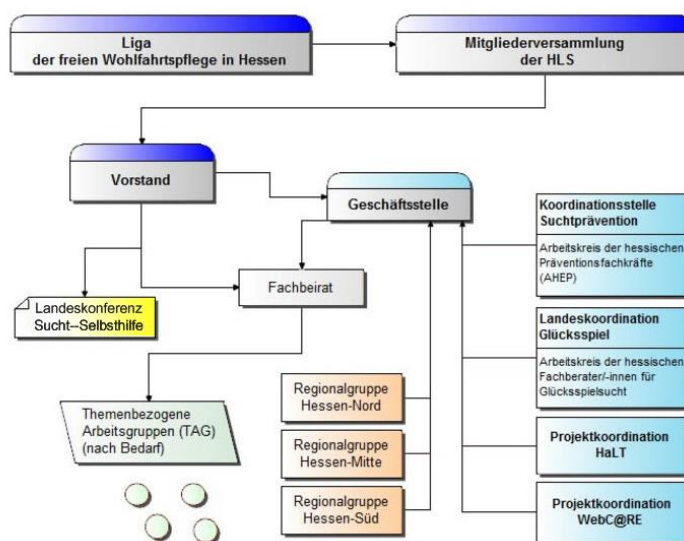 Liga
der freien Wohlfahrtspflege in Hessen
Mitgliederversammlung
der HLS
Vorstand
Geschäftsstelle
Fachbeirat
Landeskonferenz
Sucht--Selbsthilfe
Themenbezogene
Arbeitsgruppen (TAG)
(nach Bedarf)
Regionalgruppe
Hessen-Nord
Regionalgruppe
Hessen-Mitte
Regionalgruppe
Hessen-Süd
Koordinationsstelle
Suchtprävention
Arbeitskreis der hessischen
Präventionsfachkräfte
(AHEP)
Landeskoordination
Glücksspiel
Arbeitskreis der hessischen
Fachberater/-innen für
Glücksspielsucht
Projektkoordination
HaLT
Projektkoordination
WebC@RE